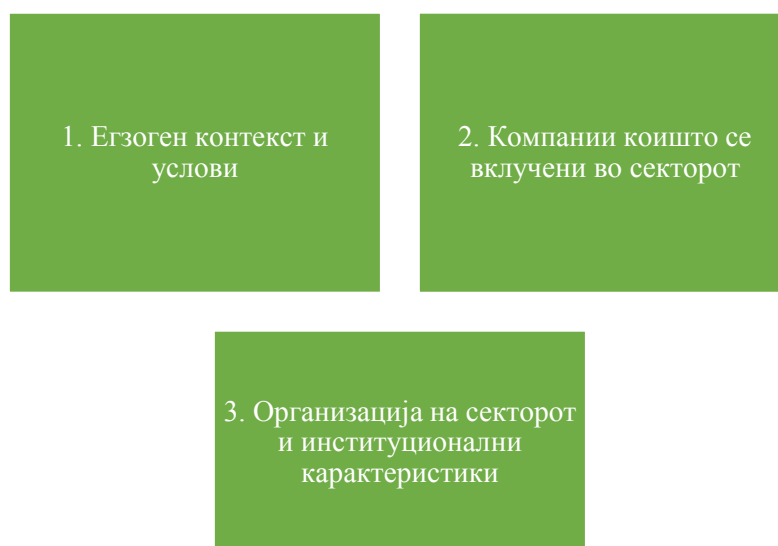 1. Егзоген контекст и
услови
2. Компании коишто се
вклучени во секторот
3. Организација на секторот
и институционални
карактеристики